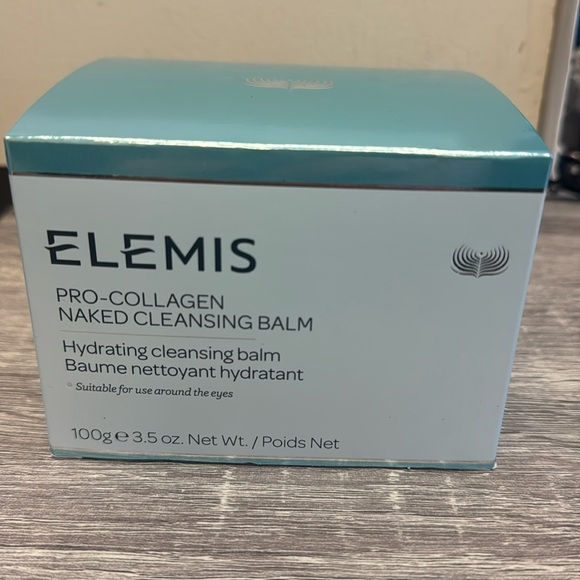 ELEMIS
PRO-COLLAGEN
NAKED CLEANSING BALM
Hydrating cleansing balm
Baume nettoyant hydratant
Suitable for use around the eyes
100g ℮ 3.5 oz. Net Wt. / Poids Net